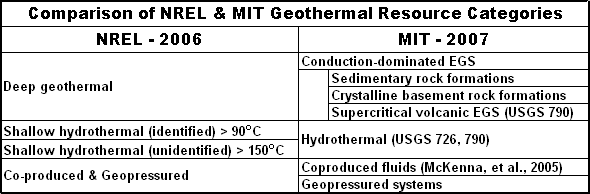 Comparison of NREL & MIT Geothermal Resource Categories
NREL - 2006
MIT - 2007
Deep geothermal
Conduction-dominated EGS
Sedimentary rock formations
Crystalline basement rock formations
Supercritical volcanic EGS (USGS 790)
Shallow hydrothermal (identified) > 90°C
Shallow hydrothermal (unidentified) > 150°C
Hydrothermal (USGS 726, 790)
Co-produced & Geopressured
Coproduced fluids (McKenna, et al., 2005)
Geopressured systems